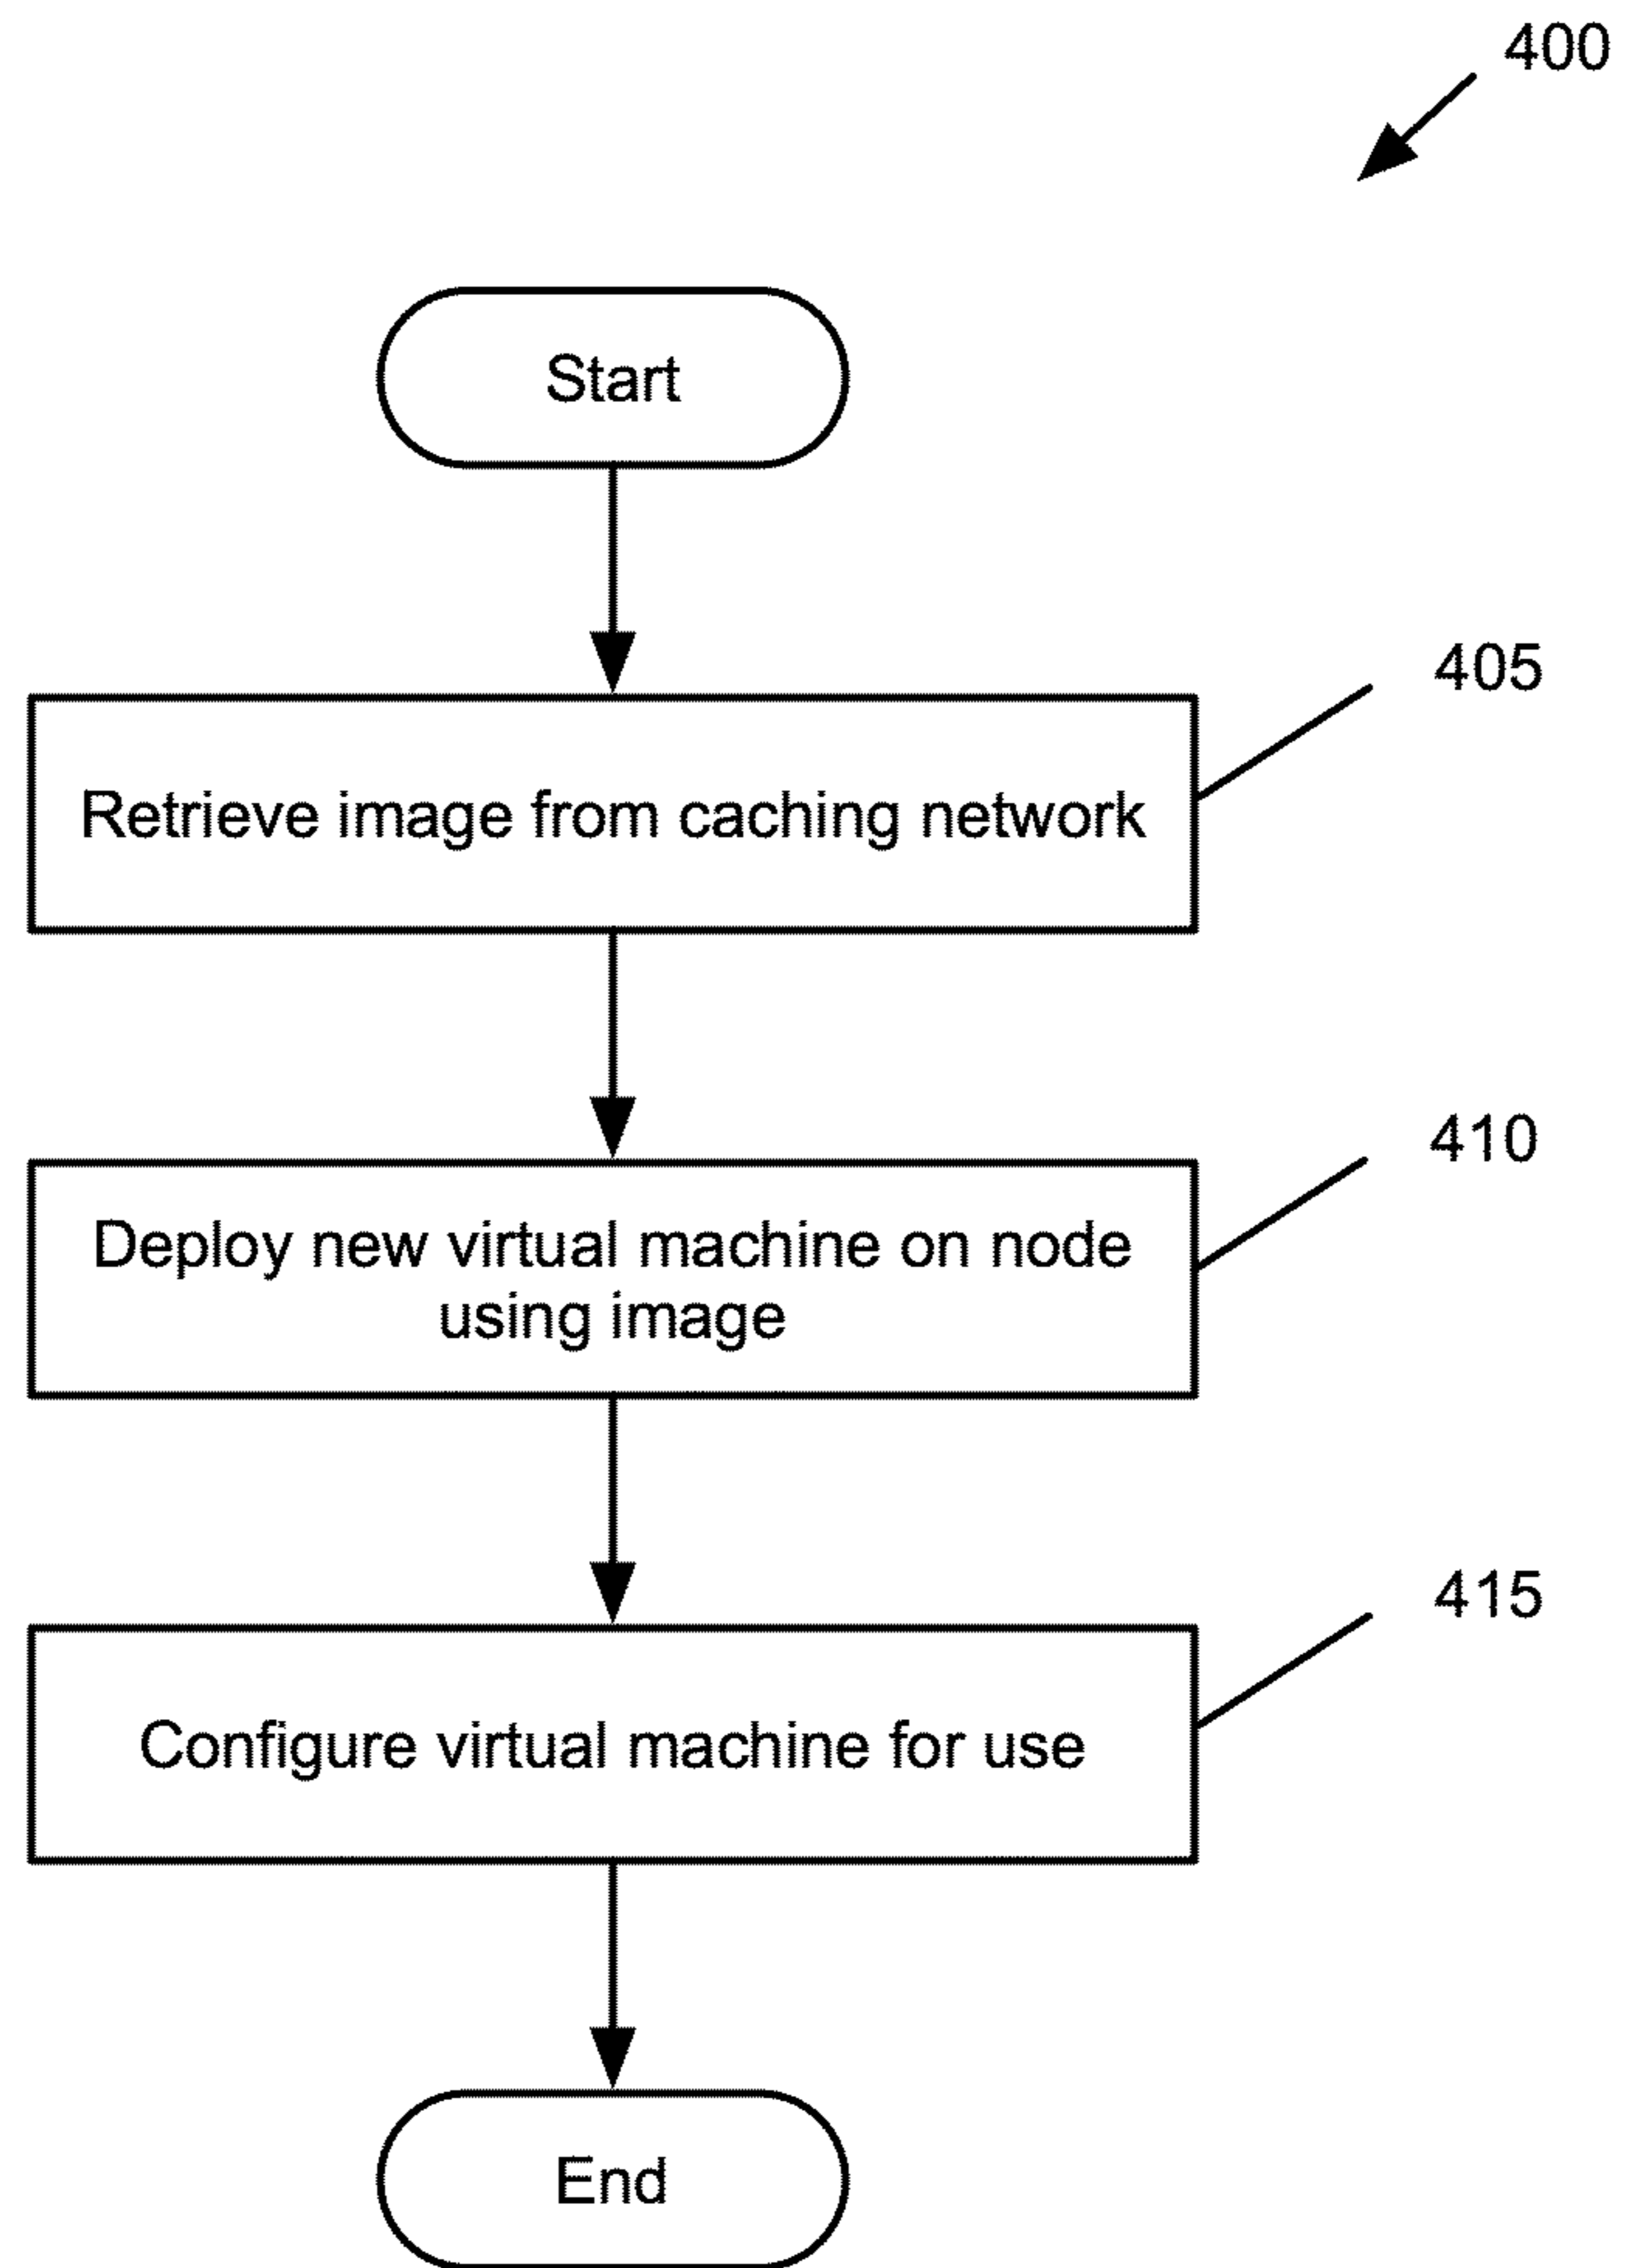 400
Start
405
Retrieve image from caching network
410
Deploy new virtual machine on node
using image
415
Configure virtual machine for use
End